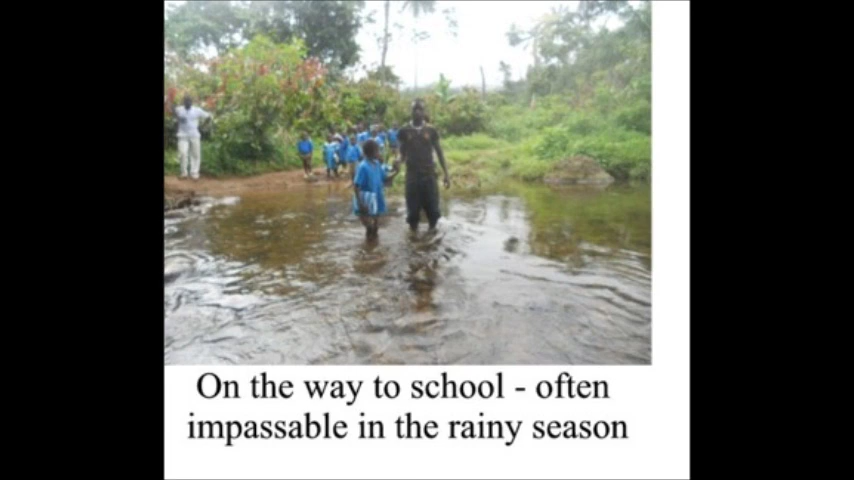 On the way to school - often
impassable in the rainy season